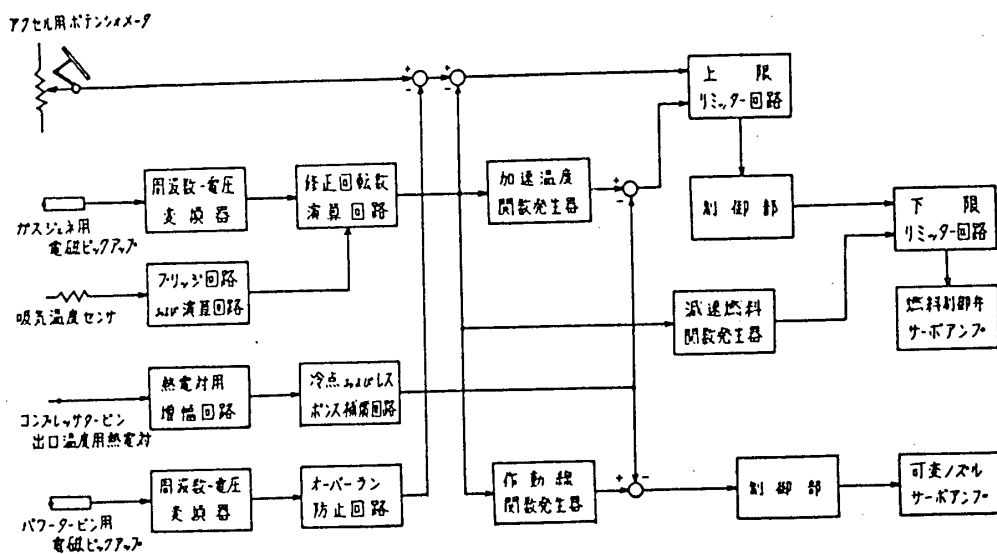 アクセル用ポテンショメータ
上限
リミッター回路
周波数-電圧
変換器
修正回転数
演算回路
加速温度
関数発生器
制御部
下限
リミッター回路
ガスジェネ用
電磁ピックアップ
ブリッジ回路
および演算回路
吸気温度センサ
減速燃料
関数発生器
燃料制御弁
サーボアンプ
熱電対用
増幅回路
冷点およびレス
ポンス補償回路
コンプレッサタービン
出口温度用熱電対
周波数-電圧
変換器
オーバーラン
防止回路
作動線
関数発生器
制御部
可変ノズル
サーボアンプ
パワータービン用
電磁ピックアップ